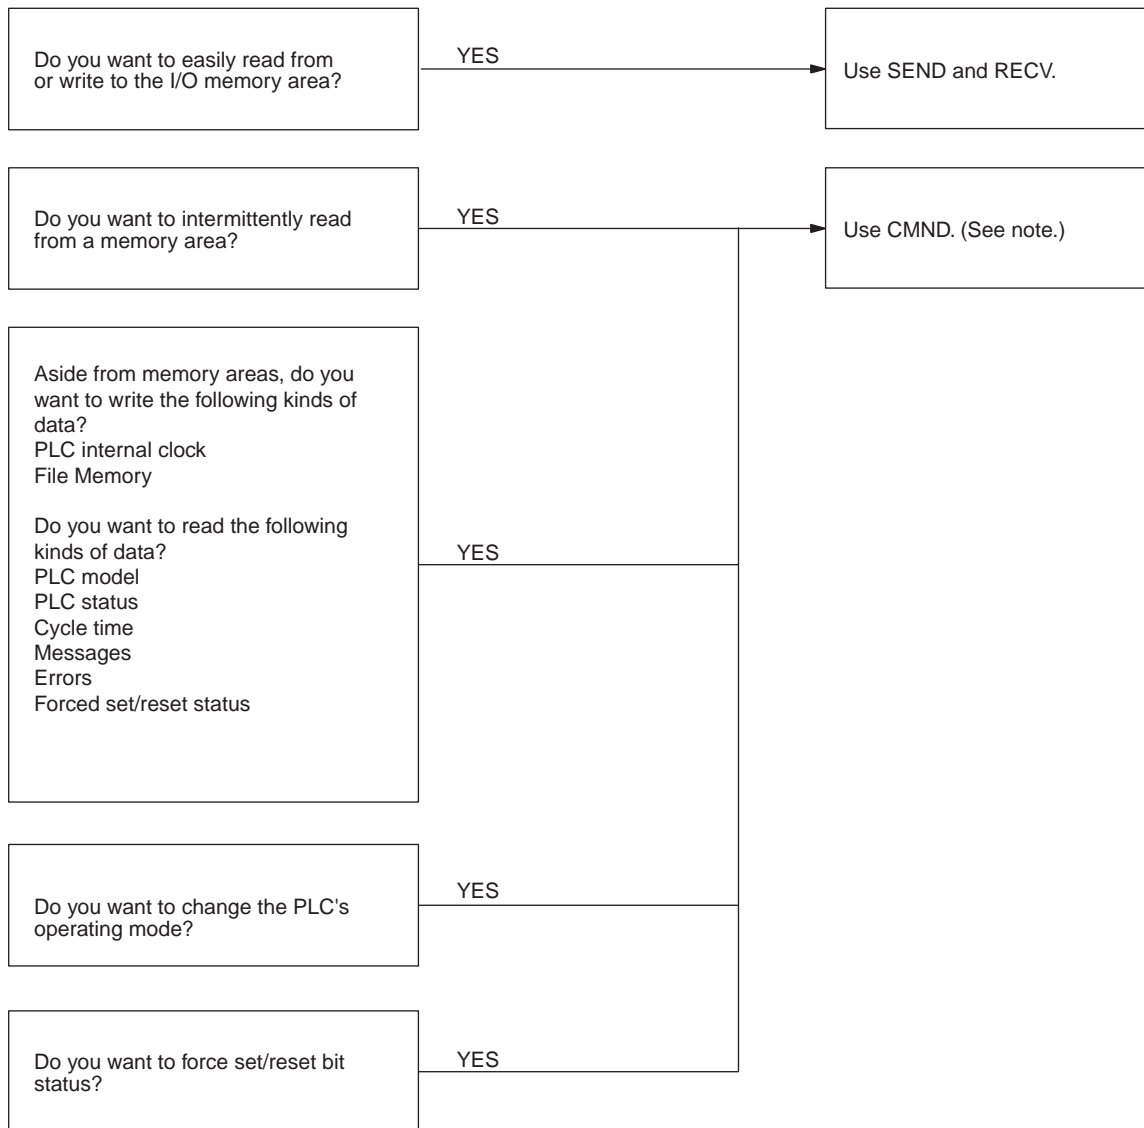 Do you want to easily read from
or write to the I/O memory area?
YES
Use SEND and RECV.
Do you want to intermittently read
from a memory area?
YES
Use CMND. (See note.)
Aside from memory areas, do you
want to write the following kinds of
data?
PLC internal clock
File Memory
Do you want to read the following
kinds of data?
PLC model
PLC status
Cycle time
Messages
Errors
Forced set/reset status
YES
Do you want to change the PLC's
operating mode?
YES
Do you want to force set/reset bit
status?
YES